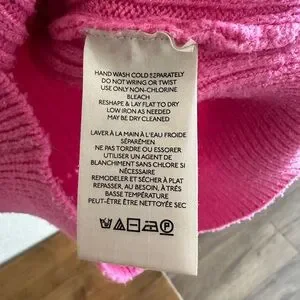 HAND WASH COLD SEPARATELY
DO NOT WRING OR TWIST
USE ONLY NON-CHLORINE
BLEACH
RESHAPE & LAY FLAT TO DRY
LOW IRON AS NEEDED
MAY BE DRY CLEANED
LAVER À LA MAIN À L'EAU FROIDE
SÉPARÉMEN
NE PAS TORDRE OU ESSORER
UTILISER UN AGENT DE
BLANCHIMENT SANS CHLORE SI
NÉCESSAIRE
REMODELER ET SÉCHER À PLAT
REPASSER, AU BESOIN, À TRÈS
BASSE TEMPÉRATURE
PEUT-ÊTRE ÊTRE NETTOYÉ SEC